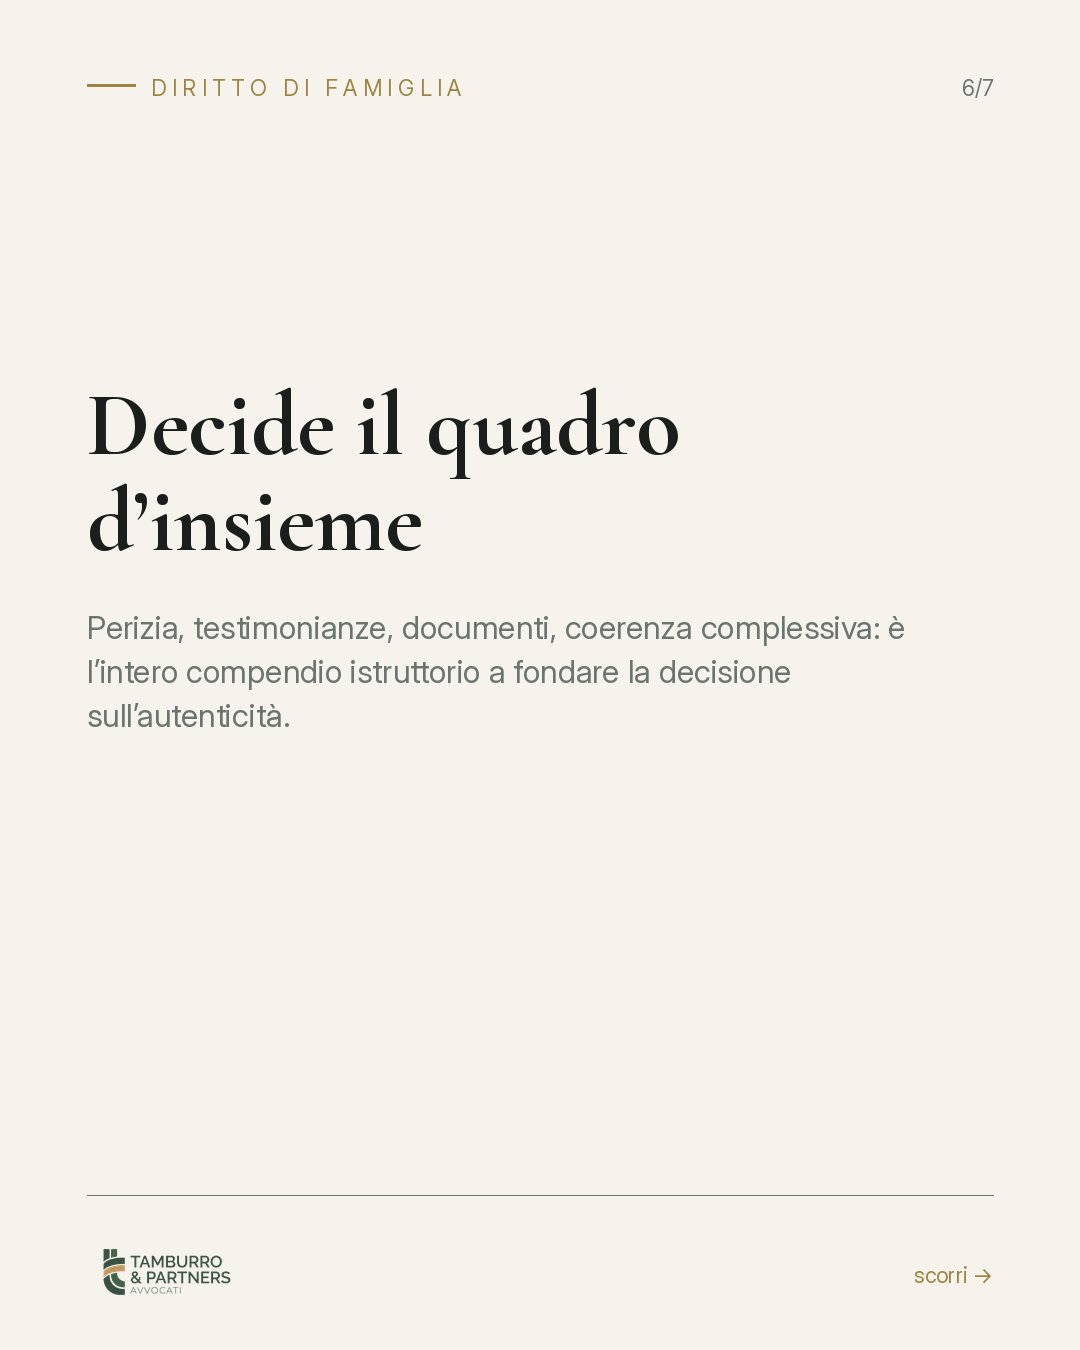 DIRITTO DI FAMIGLIA
6/7
Decide il quadro
d’insieme
Perizia, testimonianze, documenti, coerenza complessiva: è
l’intero compendio istruttorio a fondare la decisione
sull’autenticità.
TAMBURRO
& PARTNERS
AVVOCATI
scorri →